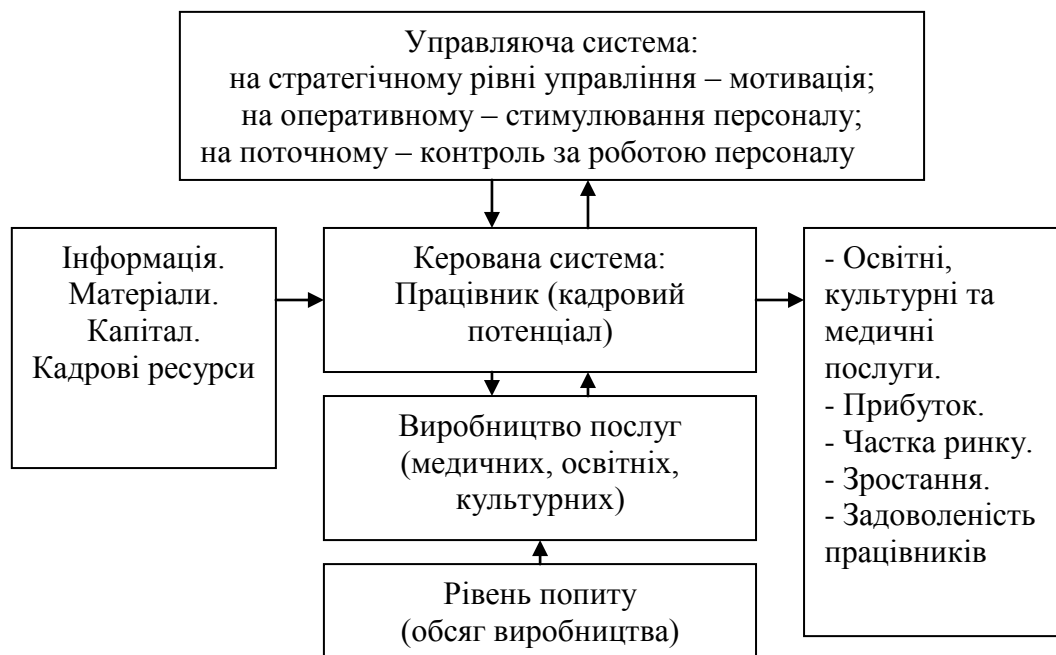 Управляюча система:
на стратегічному рівні управління – мотивація;
на оперативному – стимулювання персоналу;
на поточному – контроль за роботою персоналу
Інформація.
Матеріали.
Капітал.
Кадрові ресурси
Керована система:
Працівник (кадровий
потенціал)
- Освітні,
культурні та
медичні
послуги.
- Прибуток.
- Частка ринку.
- Зростання.
- Задоволеність
працівників
Виробництво послуг
(медичних, освітніх,
культурних)
Рівень попиту
(обсяг виробництва)